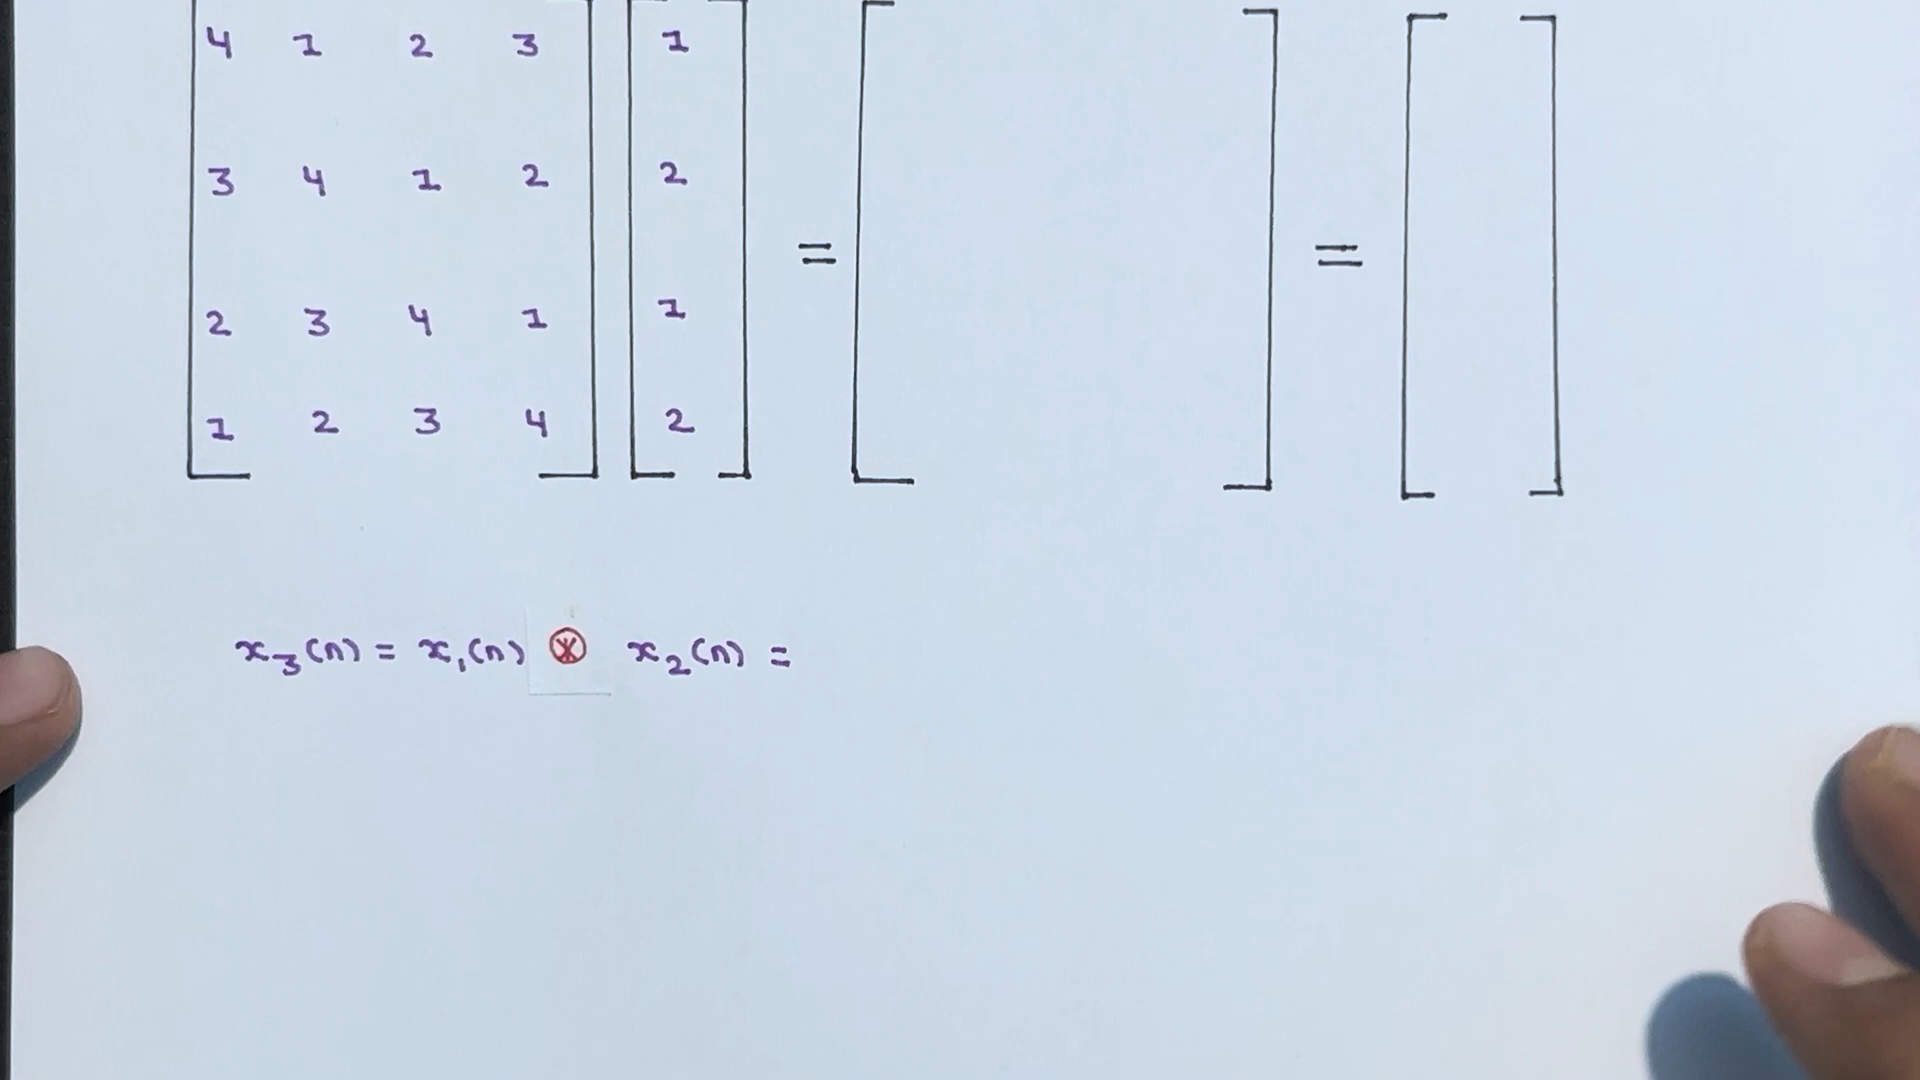 4 1 2 3 1
3 4 1 2 2
= =
2 3 4 1 1
1 2 3 4 2
x₃(n) = x₁(n) ⊛ x₂(n) =